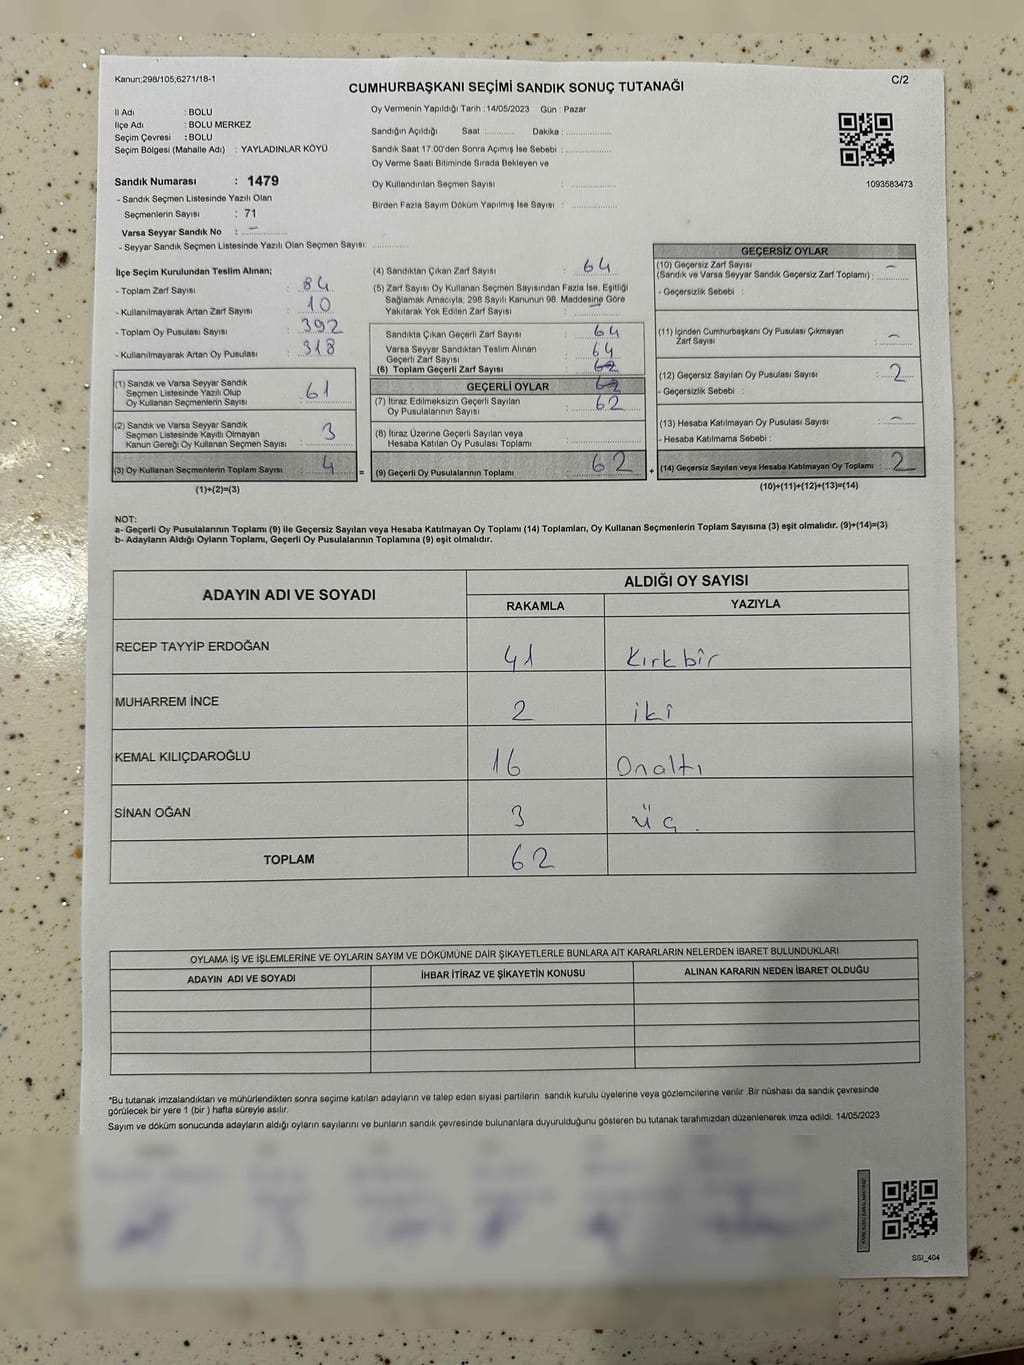 Kanun;298/105;6271/18-1
C/2
CUMHURBAŞKANI SEÇİMİ SANDIK SONUÇ TUTANAĞI
İl Adı : BOLU
İlçe Adı : BOLU MERKEZ
Seçim Çevresi : BOLU
Seçim Bölgesi (Mahalle Adı) : YAYLADINLAR KÖYÜ
Sandık Numarası : 1479
- Sandık Seçmen Listesinde Yazılı Olan
Seçmenlerin Sayısı : 71
Varsa Seyyar Sandık No : –
- Seyyar Sandık Seçmen Listesinde Yazılı Olan Seçmen Sayısı:
Oy Vermenin Yapıldığı Tarih : 14/05/2023 Gün : Pazar
Sandığın Açıldığı Saat : Dakika :
Sandık Saat 17:00'den Sonra Açımış İse Sebebi :
Oy Verme Saati Bitiminde Sırada Bekleyen ve
Oy Kullandırılan Seçmen Sayısı :
Birden Fazla Sayım Döküm Yapılmış İse Sayısı :
1093583473
İlçe Seçim Kurulundan Teslim Alınan;
- Toplam Zarf Sayısı : 84
- Kullanılmayarak Artan Zarf Sayısı : 10
- Toplam Oy Pusulası Sayısı : 392
- Kullanılmayarak Artan Oy Pusulası : 318
(1) Sandık ve Varsa Seyyar Sandık
Seçmen Listesinde Yazılı Olup
Oy Kullanan Seçmenlerin Sayısı : 61
(2) Sandık ve Varsa Seyyar Sandık
Seçmen Listesinde Kayıtlı Olmayan
Kanun Gereği Oy Kullanan Seçmen Sayısı : 3
(3) Oy Kullanan Seçmenlerin Toplam Sayısı : 4 =
(1)+(2)=(3)
(4) Sandıktan Çıkan Zarf Sayısı : 64
(5) Zarf Sayısı Oy Kullanan Seçmen Sayısından Fazla İse, Eşitliği
Sağlamak Amacıyla, 298 Sayılı Kanunun 98. Maddesine Göre
Yakılarak Yok Edilen Zarf Sayısı : –
Sandıkta Çıkan Geçerli Zarf Sayısı : 64
Varsa Seyyar Sandıktan Teslim Alınan
Geçerli Zarf Sayısı : 64
(6) Toplam Geçerli Zarf Sayısı : 62
GEÇERLİ OYLAR 62
(7) İtiraz Edilmeksizin Geçerli Sayılan
Oy Pusulalarının Sayısı : 62
(8) İtiraz Üzerine Geçerli Sayılan veya
Hesaba Katılan Oy Pusulası Toplamı :
(9) Geçerli Oy Pusulalarının Toplamı : 62 +
GEÇERSİZ OYLAR
(10) Geçersiz Zarf Sayısı
(Sandık ve Varsa Seyyar Sandık Geçersiz Zarf Toplamı) : –
- Geçersizlik Sebebi :
(11) İçinden Cumhurbaşkanı Oy Pusulası Çıkmayan
Zarf Sayısı : –
(12) Geçersiz Sayılan Oy Pusulası Sayısı : 2
- Geçersizlik Sebebi :
(13) Hesaba Katılmayan Oy Pusulası Sayısı : –
- Hesaba Katılmama Sebebi :
(14) Geçersiz Sayılan veya Hesaba Katılmayan Oy Toplamı : 2
(10)+(11)+(12)+(13)=(14)
NOT:
a- Geçerli Oy Pusulalarının Toplamı (9) ile Geçersiz Sayılan veya Hesaba Katılmayan Oy Toplamı (14) Toplamları, Oy Kullanan Seçmenlerin Toplam Sayısına (3) eşit olmalıdır. (9)+(14)=(3)
b- Adayların Aldığı Oyların Toplamı, Geçerli Oy Pusulalarının Toplamına (9) eşit olmalıdır.
ADAYIN ADI VE SOYADI
ALDIĞI OY SAYISI
RAKAMLA YAZIYLA
RECEP TAYYİP ERDOĞAN 41 Kırkbir
MUHARREM İNCE 2 iki
KEMAL KILIÇDAROĞLU 16 Onaltı
SİNAN OĞAN 3 üç.
TOPLAM 62
OYLAMA İŞ VE İŞLEMLERİNE VE OYLARIN SAYIM VE DÖKÜMÜNE DAİR ŞİKAYETLERLE BUNLARA AİT KARARLARIN NELERDEN İBARET BULUNDUKLARI
ADAYIN ADI VE SOYADI İHBAR İTİRAZ VE ŞİKAYETİN KONUSU ALINAN KARARIN NEDEN İBARET OLDUĞU
*Bu tutanak imzalandıktan ve mühürlendikten sonra seçime katılan adayların ve talep eden siyasi partilerin sandık kurulu üyelerine veya gözlemcilerine verilir .Bir nüshası da sandık çevresinde
görülecek bir yere 1 (bir ) hafta süreyle asılır.
Sayım ve döküm sonucunda adayların aldığı oyların sayılarını ve bunların sandık çevresinde bulunanlara duyurulduğunu gösteren bu tutanak tarafımızdan düzenlenerek imza edildi. 14/05/2023
SSI_404